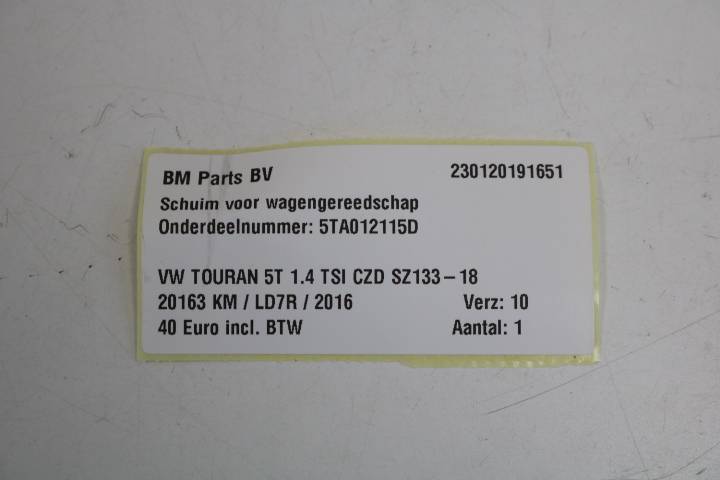 BM Parts BV 230120191651
Schuim voor wagengereedschap
Onderdeelnummer: 5TA012115D
VW TOURAN 5T 1.4 TSI CZD SZ133-18
20163 KM / LD7R / 2016 Verz: 10
40 Euro incl. BTW Aantal: 1